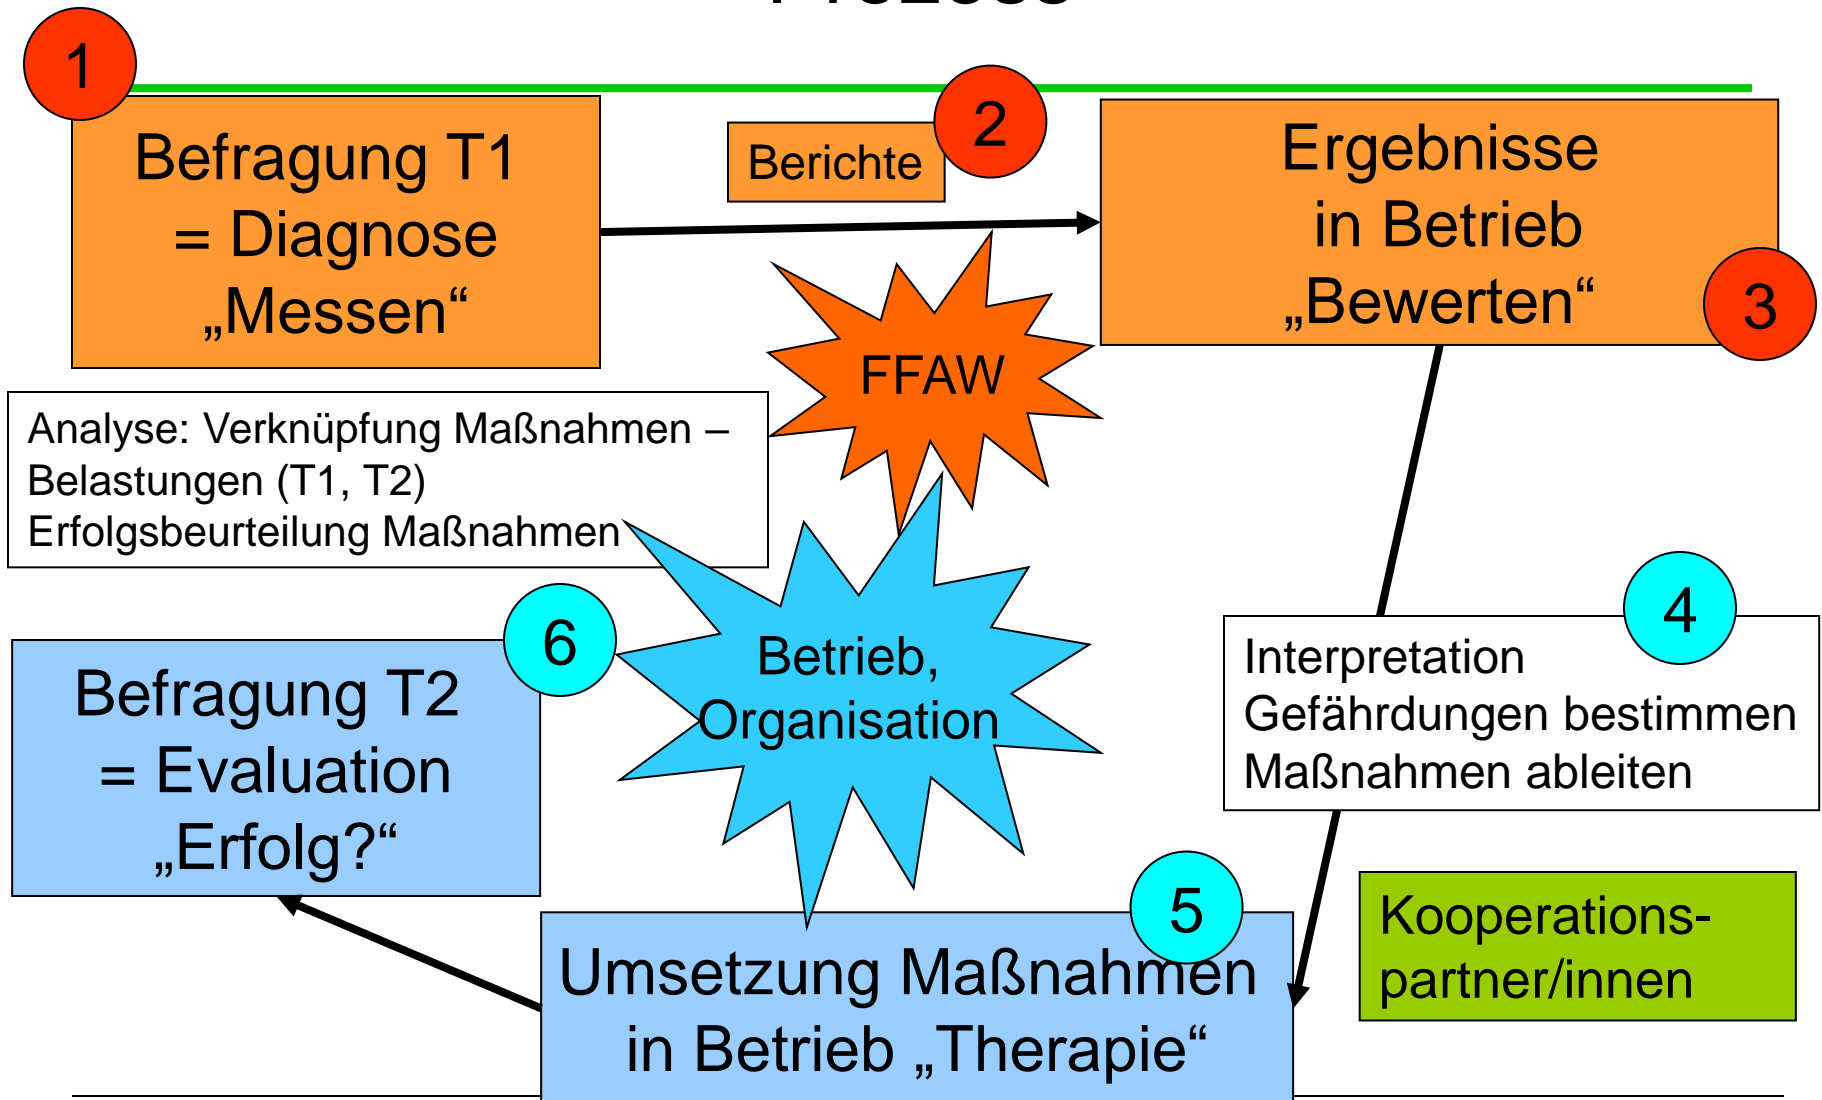 Prozess
1
Befragung T1
= Diagnose
„Messen“
Berichte
2
Ergebnisse
in Betrieb
„Bewerten“
3
FFAW
Analyse: Verknüpfung Maßnahmen –
Belastungen (T1, T2)
Erfolgsbeurteilung Maßnahmen
4
Interpretation
Gefährdungen bestimmen
Maßnahmen ableiten
Betrieb,
Organisation
6
Befragung T2
= Evaluation
„Erfolg?“
5
Umsetzung Maßnahmen
in Betrieb „Therapie“
Kooperations-
partner/innen